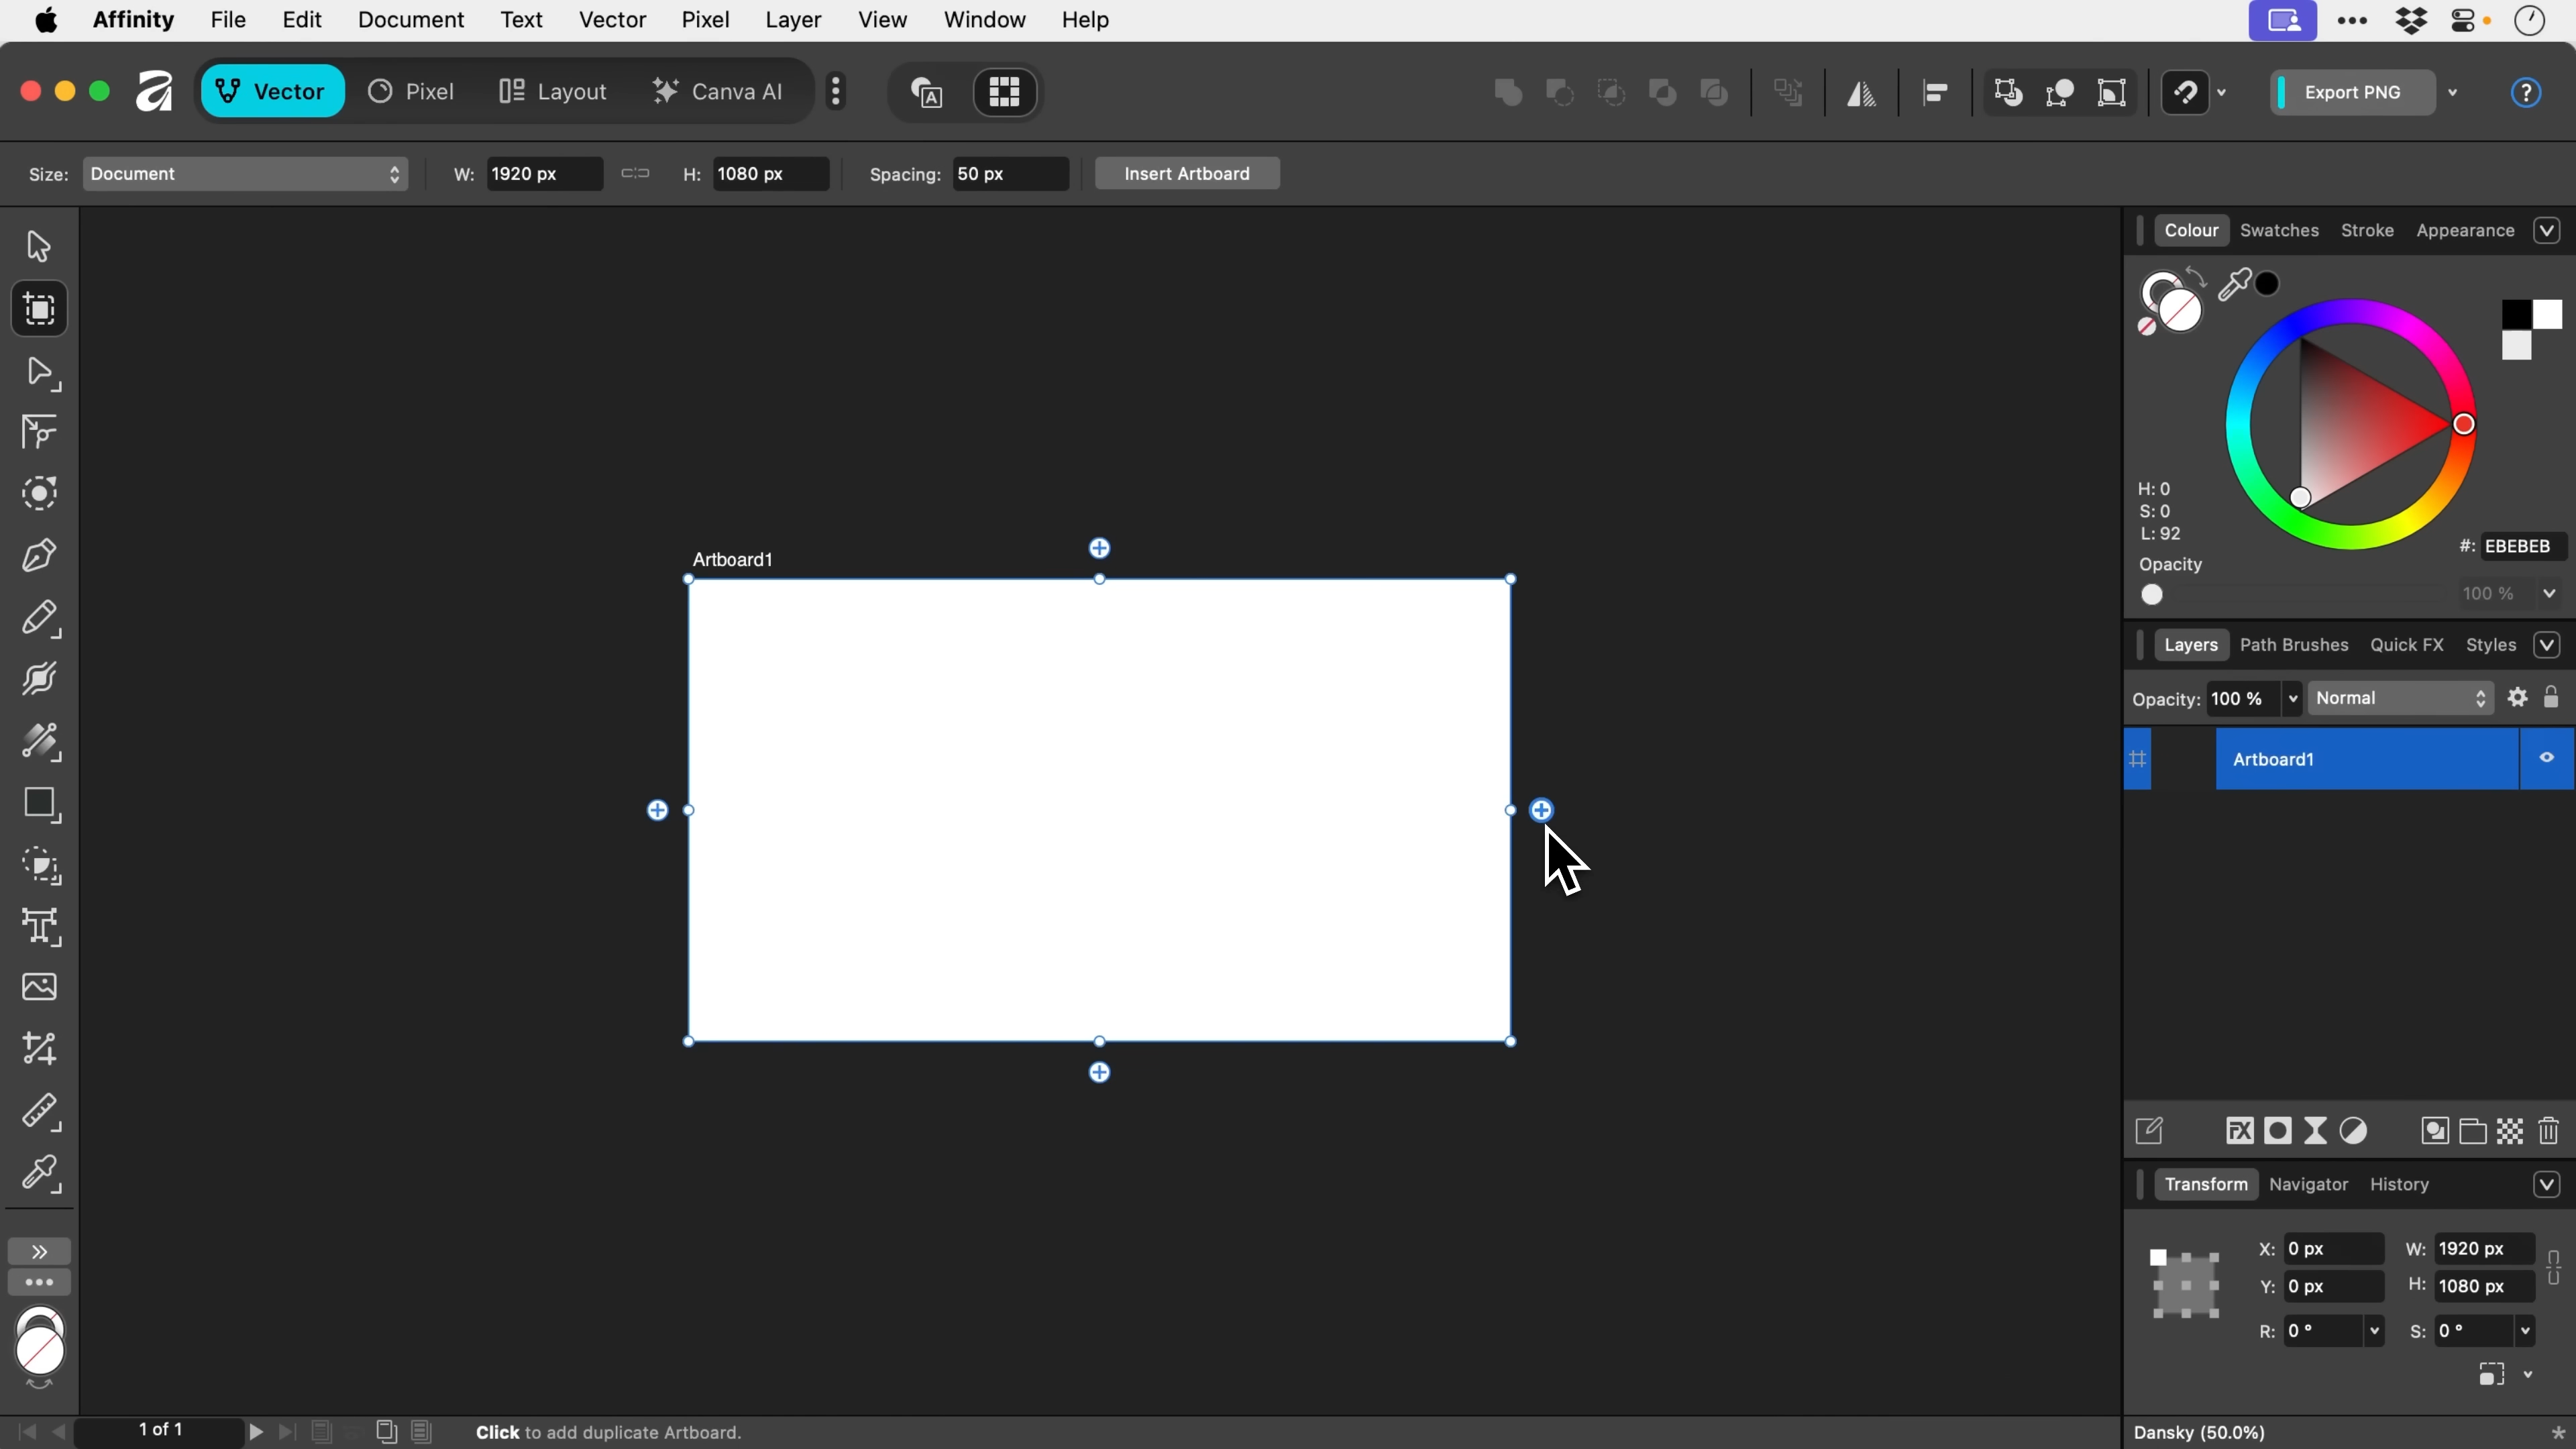 Affinity File Edit Document Text Vector Pixel Layer View Window Help
Vector Pixel Layout Canva AI Export PNG
Size: Document W: 1920 px H: 1080 px Spacing: 50 px Insert Artboard
Colour Swatches Stroke Appearance
H: 0
S: 0
L: 92
#: EBEBEB
Opacity
100 %
Artboard1
Layers Path Brushes Quick FX Styles
Opacity: 100 % Normal
Artboard1
FX
Transform Navigator History
X: 0 px W: 1920 px
Y: 0 px H: 1080 px
R: 0 ° S: 0 °
1 of 1 Click to add duplicate Artboard. Dansky (50.0%) *